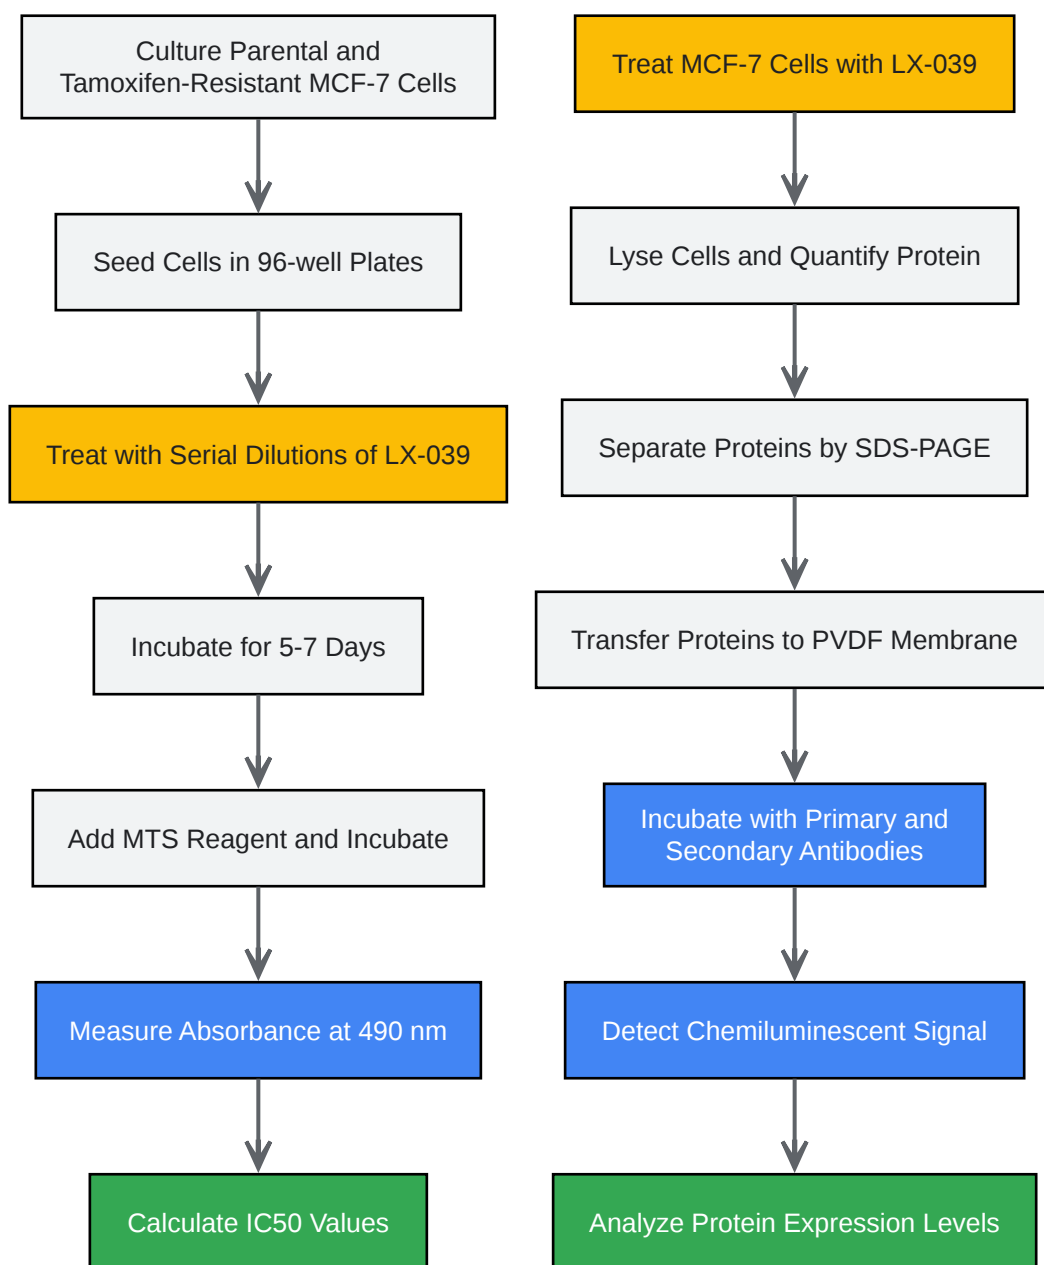 Culture Parental and
Tamoxifen-Resistant MCF-7 Cells
Seed Cells in 96-well Plates
Treat with Serial Dilutions of LX-039
Incubate for 5-7 Days
Add MTS Reagent and Incubate
Measure Absorbance at 490 nm
Calculate IC50 Values
Treat MCF-7 Cells with LX-039
Lyse Cells and Quantify Protein
Separate Proteins by SDS-PAGE
Transfer Proteins to PVDF Membrane
Incubate with Primary and
Secondary Antibodies
Detect Chemiluminescent Signal
Analyze Protein Expression Levels